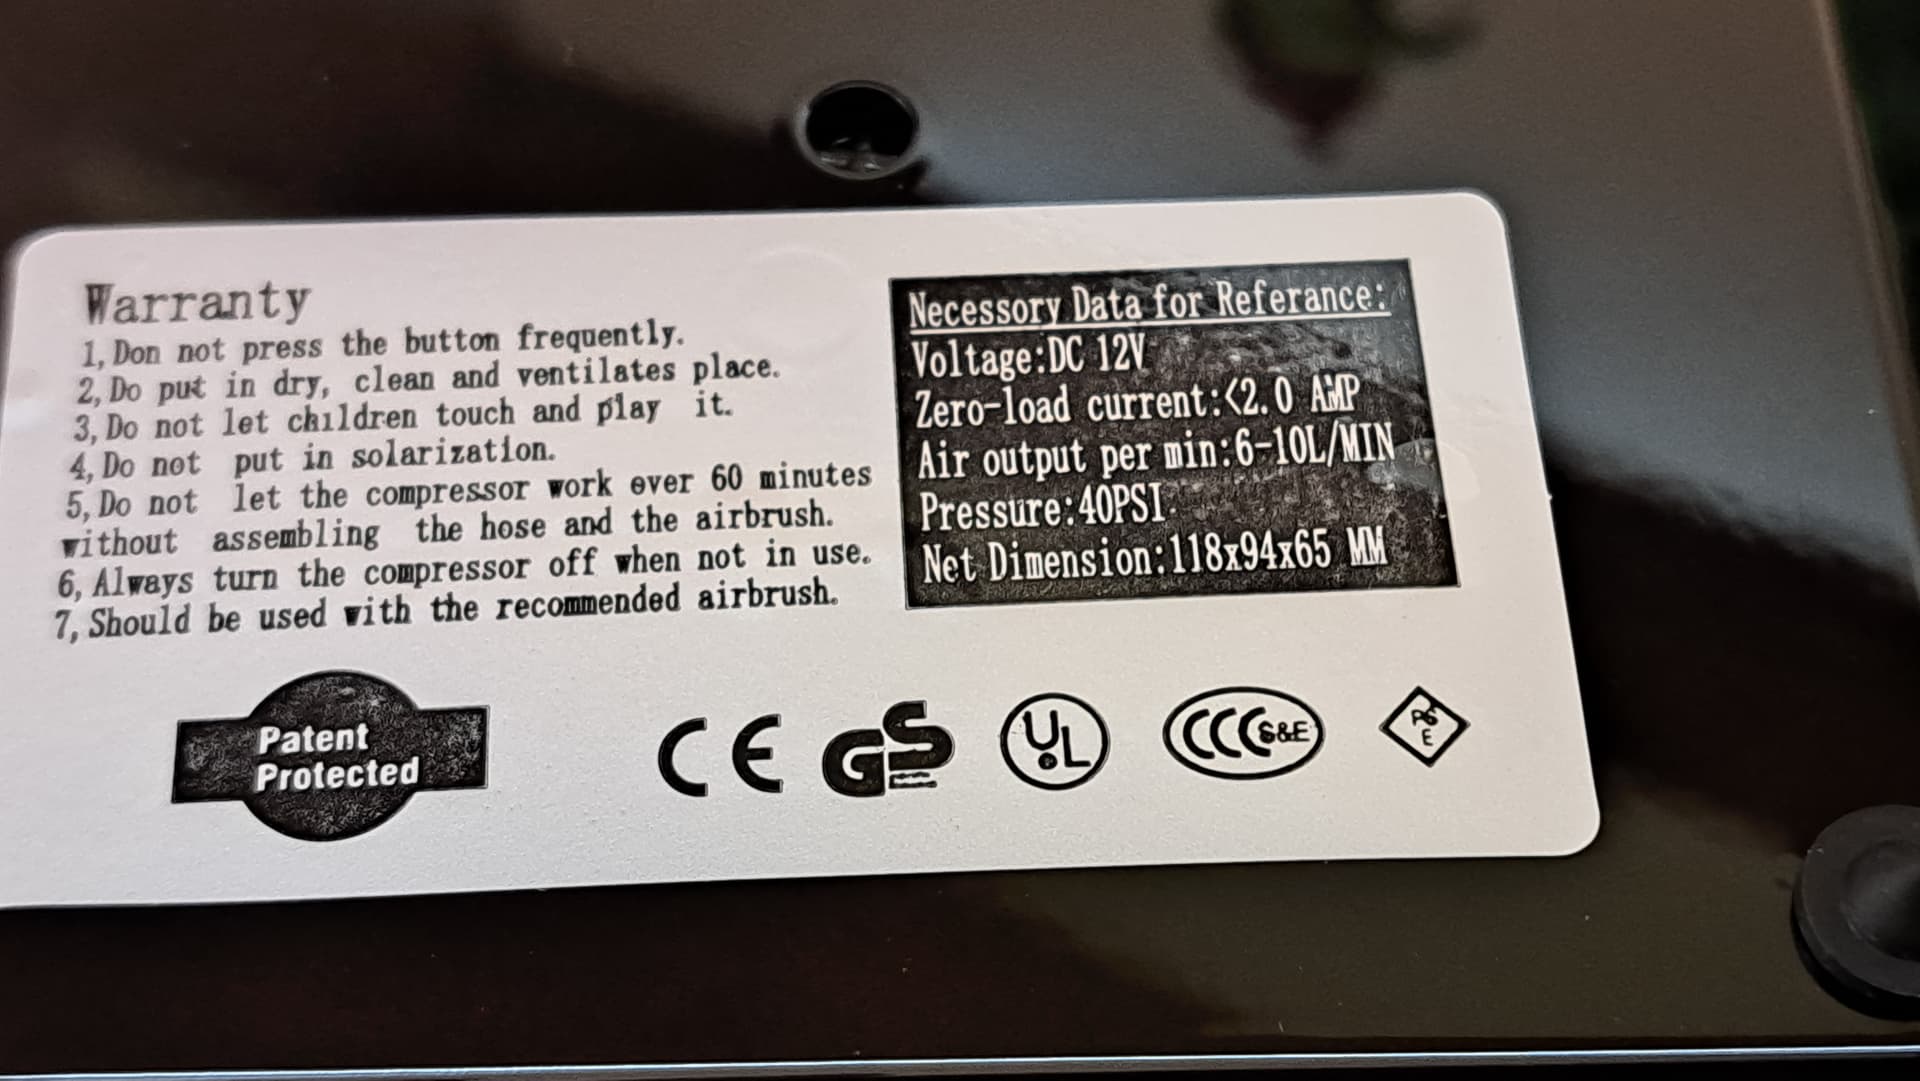 Warranty
1, Don not press the button frequently.
2, Do put in dry, clean and ventilates place.
3, Do not let children touch and play it.
4, Do not put in solarization.
5, Do not let the compressor work over 60 minutes
without assembling the hose and the airbrush.
6, Always turn the compressor off when not in use.
7, Should be used with the recommended airbrush.
Necessory Data for Referance:
Voltage:DC 12V
Zero-load current:<2.0 AMP
Air output per min:6-10L/MIN
Pressure:40PSI
Net Dimension:118x94x65 MM
Patent
Protected
CE
GS
UL
CCC S&E
PS
E